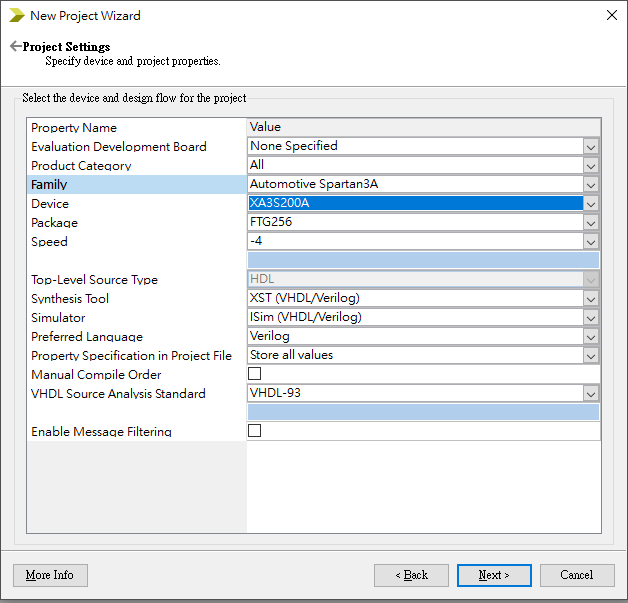 New Project Wizard
Project Settings
Specify device and project properties.
Select the device and design flow for the project
Property Name Value
Evaluation Development Board None Specified
Product Category All
Family Automotive Spartan3A
Device XA3S200A
Package FTG256
Speed -4
Top-Level Source Type HDL
Synthesis Tool XST (VHDL/Verilog)
Simulator ISim (VHDL/Verilog)
Preferred Language Verilog
Property Specification in Project File Store all values
Manual Compile Order
VHDL Source Analysis Standard VHDL-93
Enable Message Filtering
More Info < Back Next > Cancel